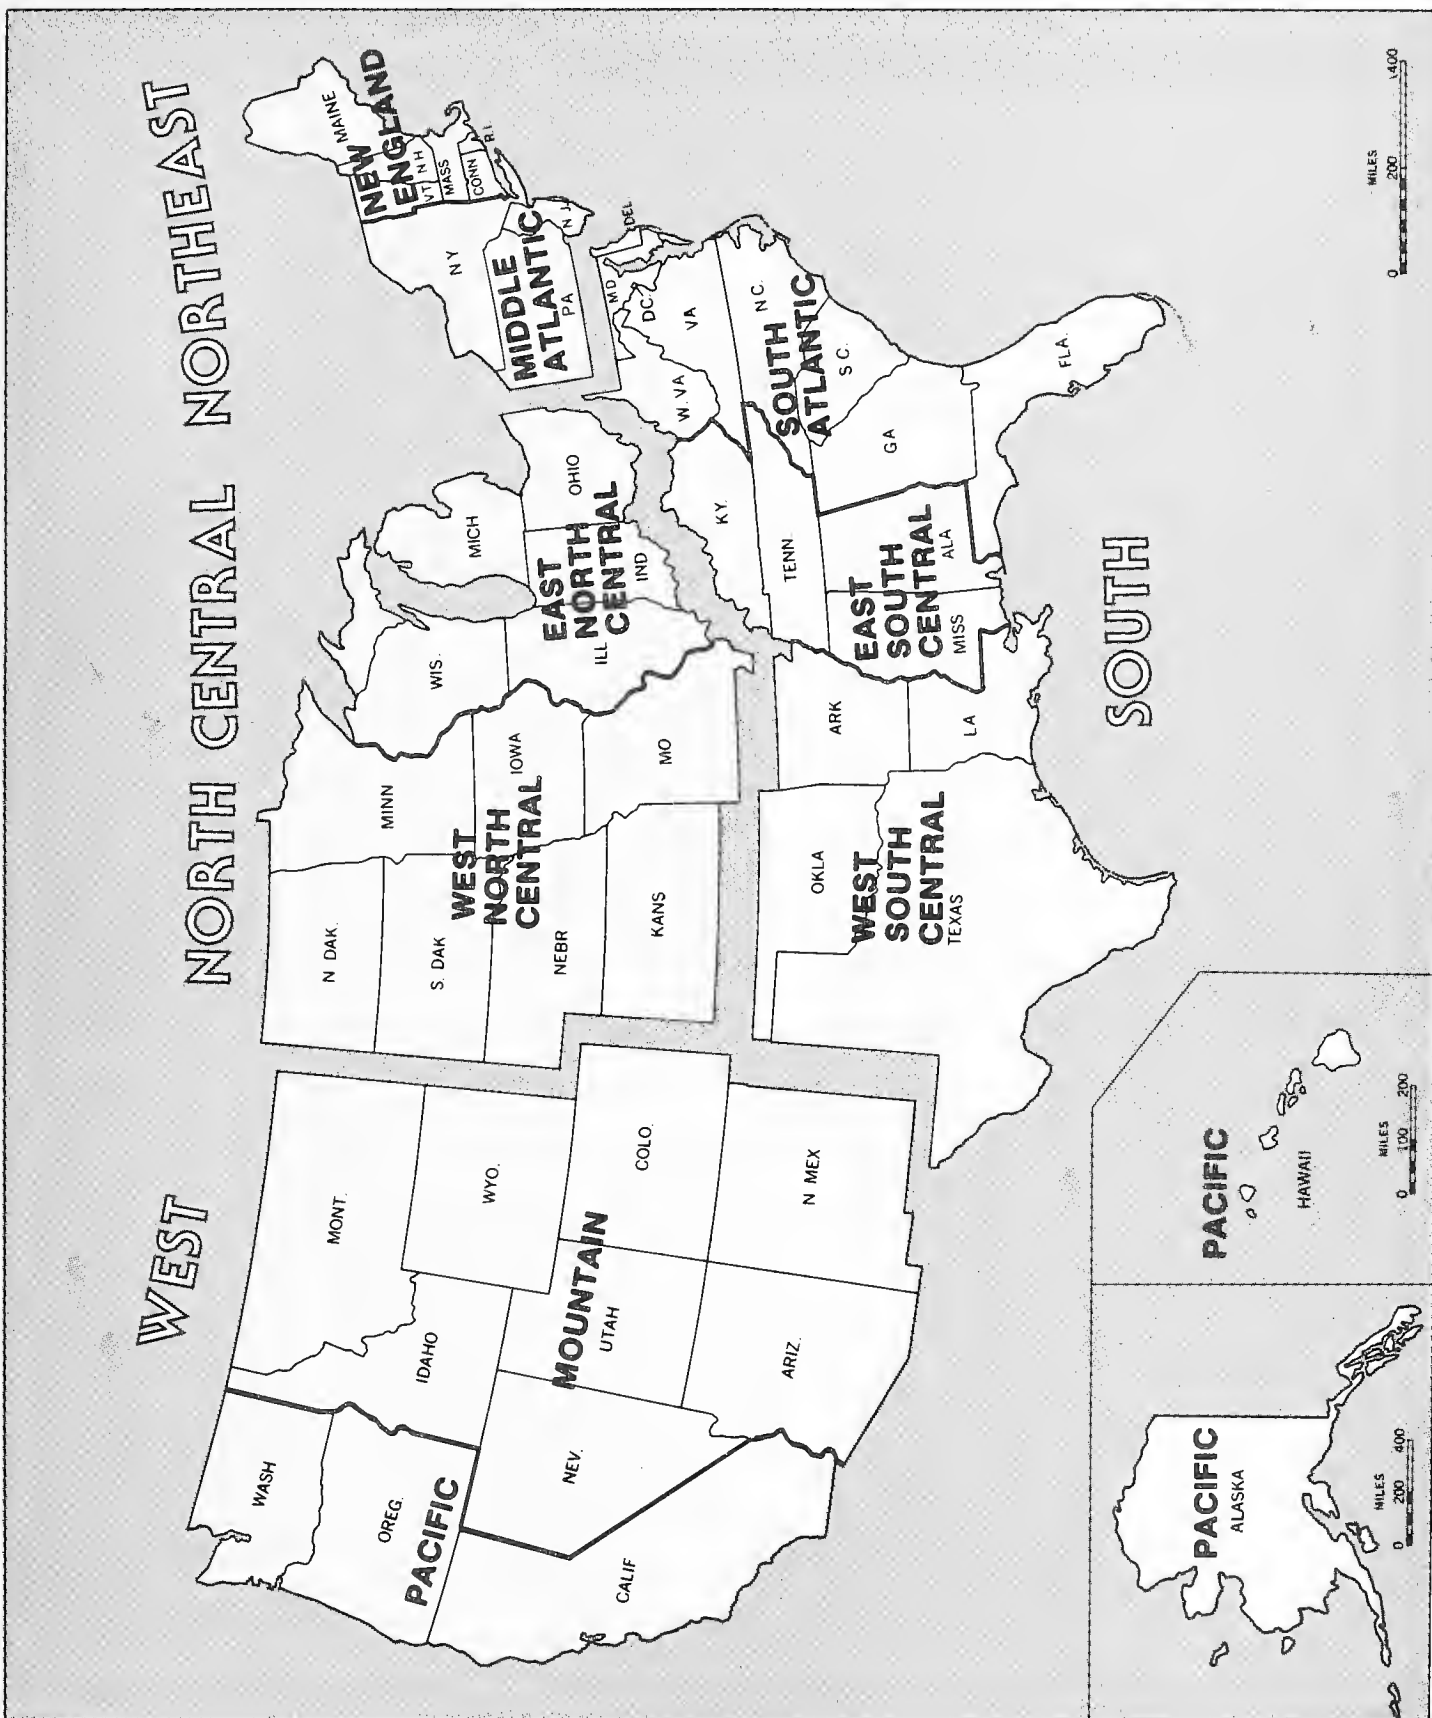 WEST
NORTH CENTRAL
NORTHEAST
WASH
OREG.
PACIFIC
CALIF
NEV.
IDAHO
MONT.
WYO.
MOUNTAIN
UTAH
COLO.
ARIZ.
N MEX
N DAK.
S. DAK
NEBR
KANS
WEST
NORTH
CENTRAL
MINN
IOWA
MO
WIS.
MICH
EAST
NORTH
CENTRAL
ILL
IND
OHIO
NEW
ENGLAND
MAINE
VT
N H
MASS
CONN
R.I.
N Y
MIDDLE
ATLANTIC
PA
N J
OKLA
WEST
SOUTH
CENTRAL
TEXAS
ARK
LA
KY.
TENN.
EAST
SOUTH
CENTRAL
MISS
ALA
MD
DEL
DC.
VA
W. VA
N C.
SOUTH
ATLANTIC
S C.
GA
FLA.
SOUTH
PACIFIC
ALASKA
MILES
0 200 400
PACIFIC
HAWAII
MILES
0 100 200
MILES
0 200 400